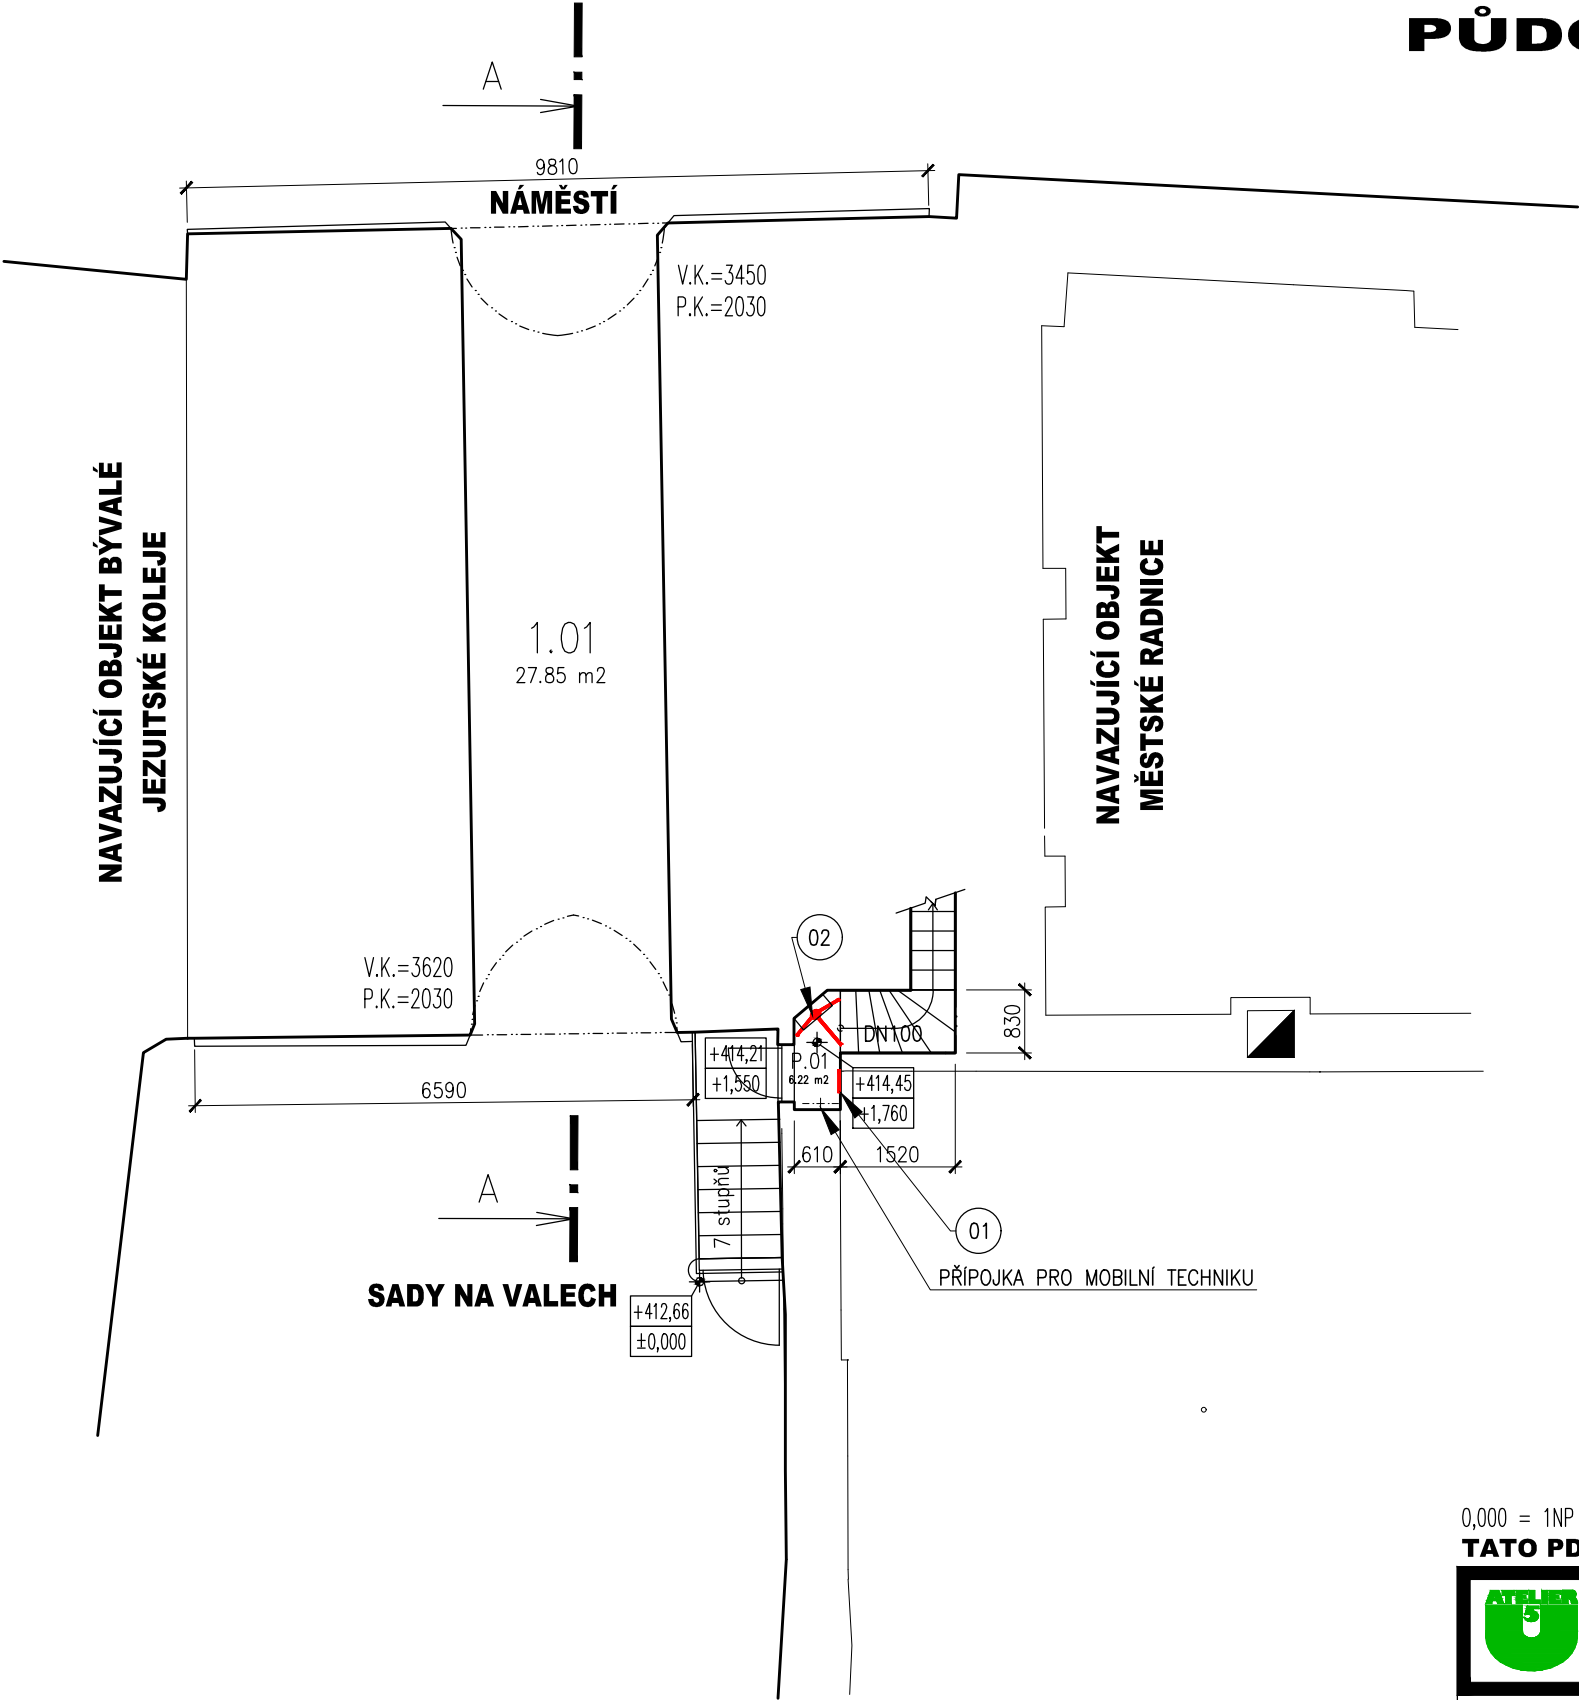 PŮDO
A
9810
NÁMĚSTÍ
V.K.=3450
P.K.=2030
NAVAZUJÍCÍ OBJEKT BÝVALÉ
JEZUITSKÉ KOLEJE
1.01
27.85 m2
NAVAZUJÍCÍ OBJEKT
MĚSTSKÉ RADNICE
V.K.=3620
P.K.=2030
02
DN100
830
+414,21
+1,550
P.01
6.22 m2
+414,45
+1,760
6590
610
1520
A
7 stupňů
01
PŘÍPOJKA PRO MOBILNÍ TECHNIKU
SADY NA VALECH
+412,66
±0,000
0,000 = 1NP
TATO PD
ATELIER
5
U